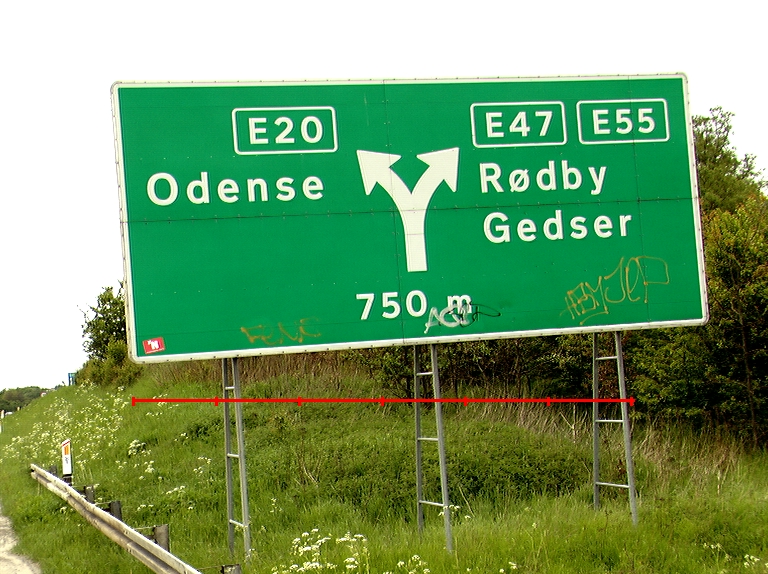 E20
Odense
E47 E55
Rødby
Gedser
750 m